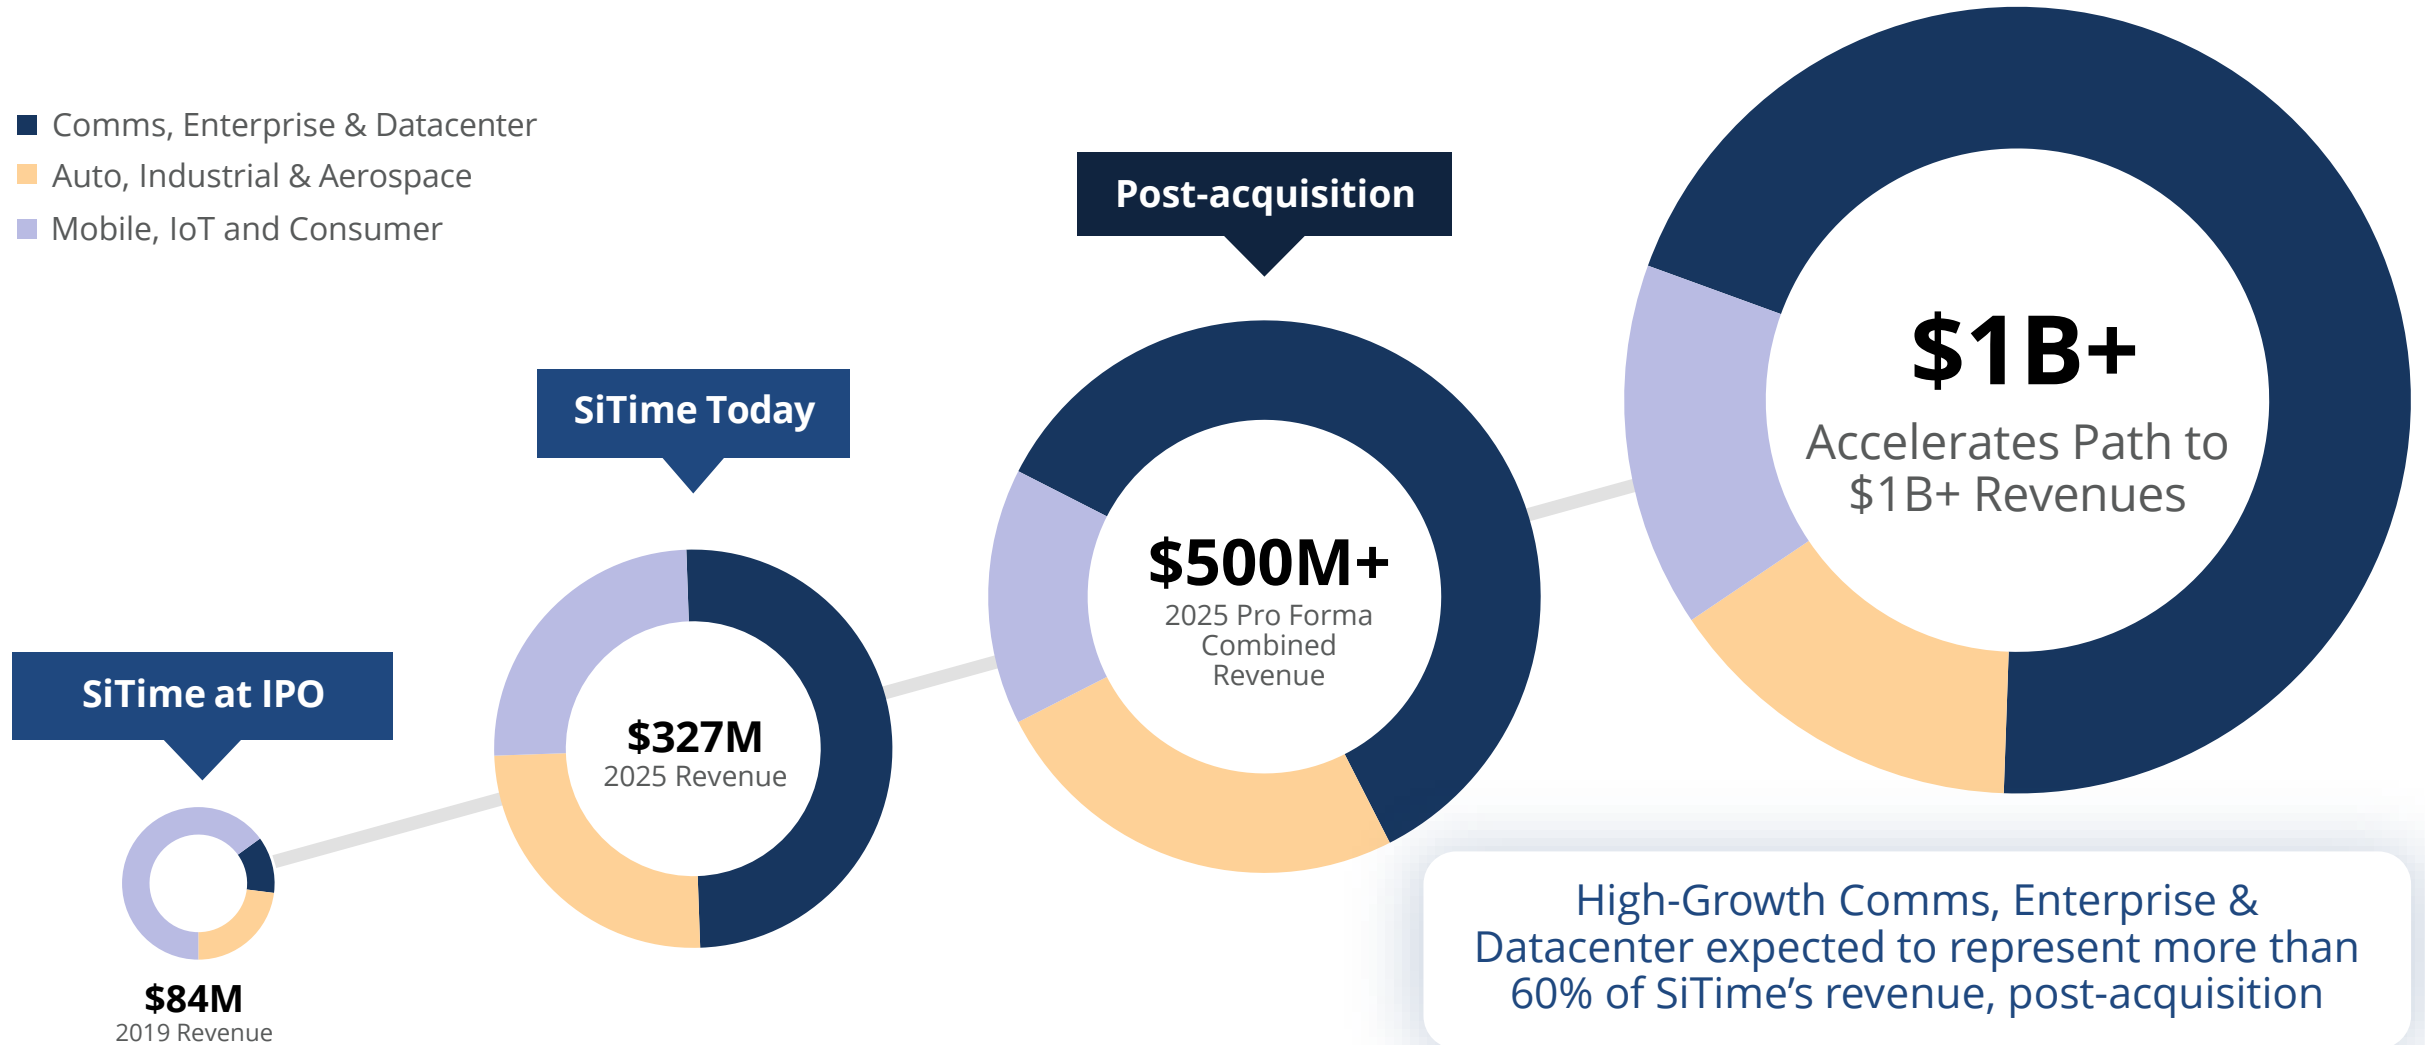 Comms, Enterprise & Datacenter
Auto, Industrial & Aerospace
Mobile, IoT and Consumer
SiTime at IPO
$84M
2019 Revenue
SiTime Today
$327M
2025 Revenue
Post-acquisition
$500M+
2025 Pro Forma
Combined
Revenue
$1B+
Accelerates Path to
$1B+ Revenues
High-Growth Comms, Enterprise &
Datacenter expected to represent more than
60% of SiTime’s revenue, post-acquisition